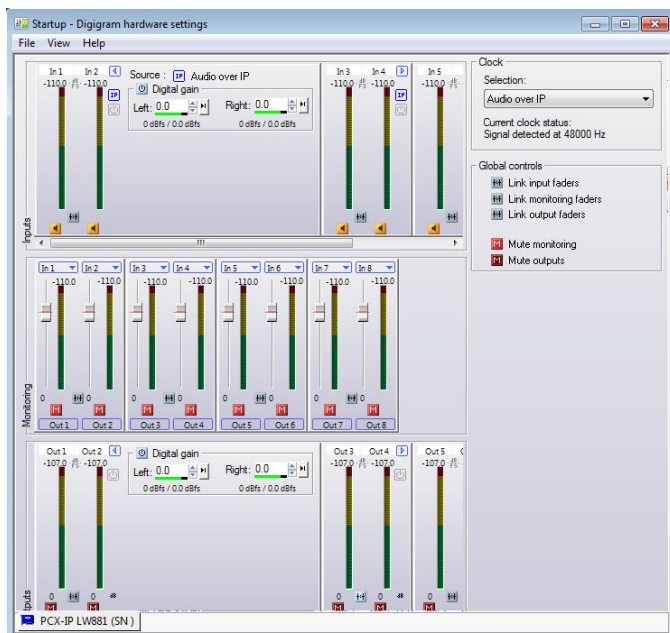 Startup - Digigram hardware settings
File View Help
In 1 In 2 Source : IP Audio over IP In 3 In 4 In 5
-110.0 -110.0 Digital gain -110.0 -110.0 -110.0
IP IP
Left: 0.0 Right: 0.0
0 dBfs / 0.0 dBfs 0 dBfs / 0.0 dBfs
Inputs
In 1 In 2 In 3 In 4 In 5 In 6 In 7 In 8
-110.0 -110.0 -110.0 -110.0 -110.0 -110.0 -110.0 -110.0
0 0 0 0 0 0 0 0
M M M M M M M M
Out 1 Out 2 Out 3 Out 4 Out 5 Out 6 Out 7 Out 8
Monitoring
Out 1 Out 2 Digital gain Out 3 Out 4 Out 5
-107.0 -107.0 -107.0 -107.0 -107.0
Left: 0.0 Right: 0.0
0 dBfs / 0.0 dBfs 0 dBfs / 0.0 dBfs
0 0 0 0 0
M M M M M
Clock
Selection:
Audio over IP
Current clock status:
Signal detected at 48000 Hz
Global controls
Link input faders
Link monitoring faders
Link output faders
M Mute monitoring
M Mute outputs
PCX-IP LW881 (SN )